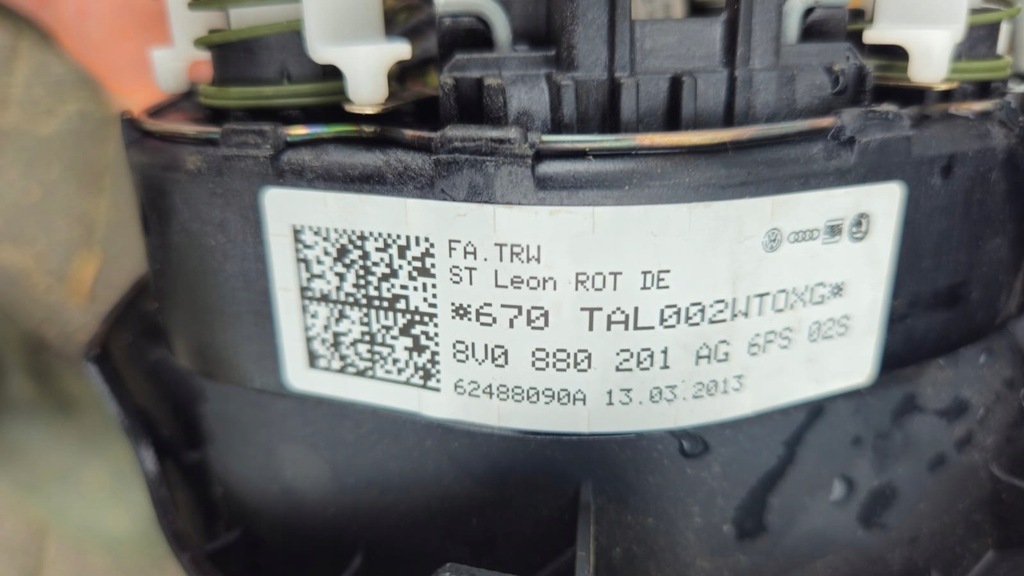 FA.TRW
ST Leon ROT DE
*670 TAL002WTOXG*
8V0 880 201 AG 6PS 02S
62488090A 13.03.2013